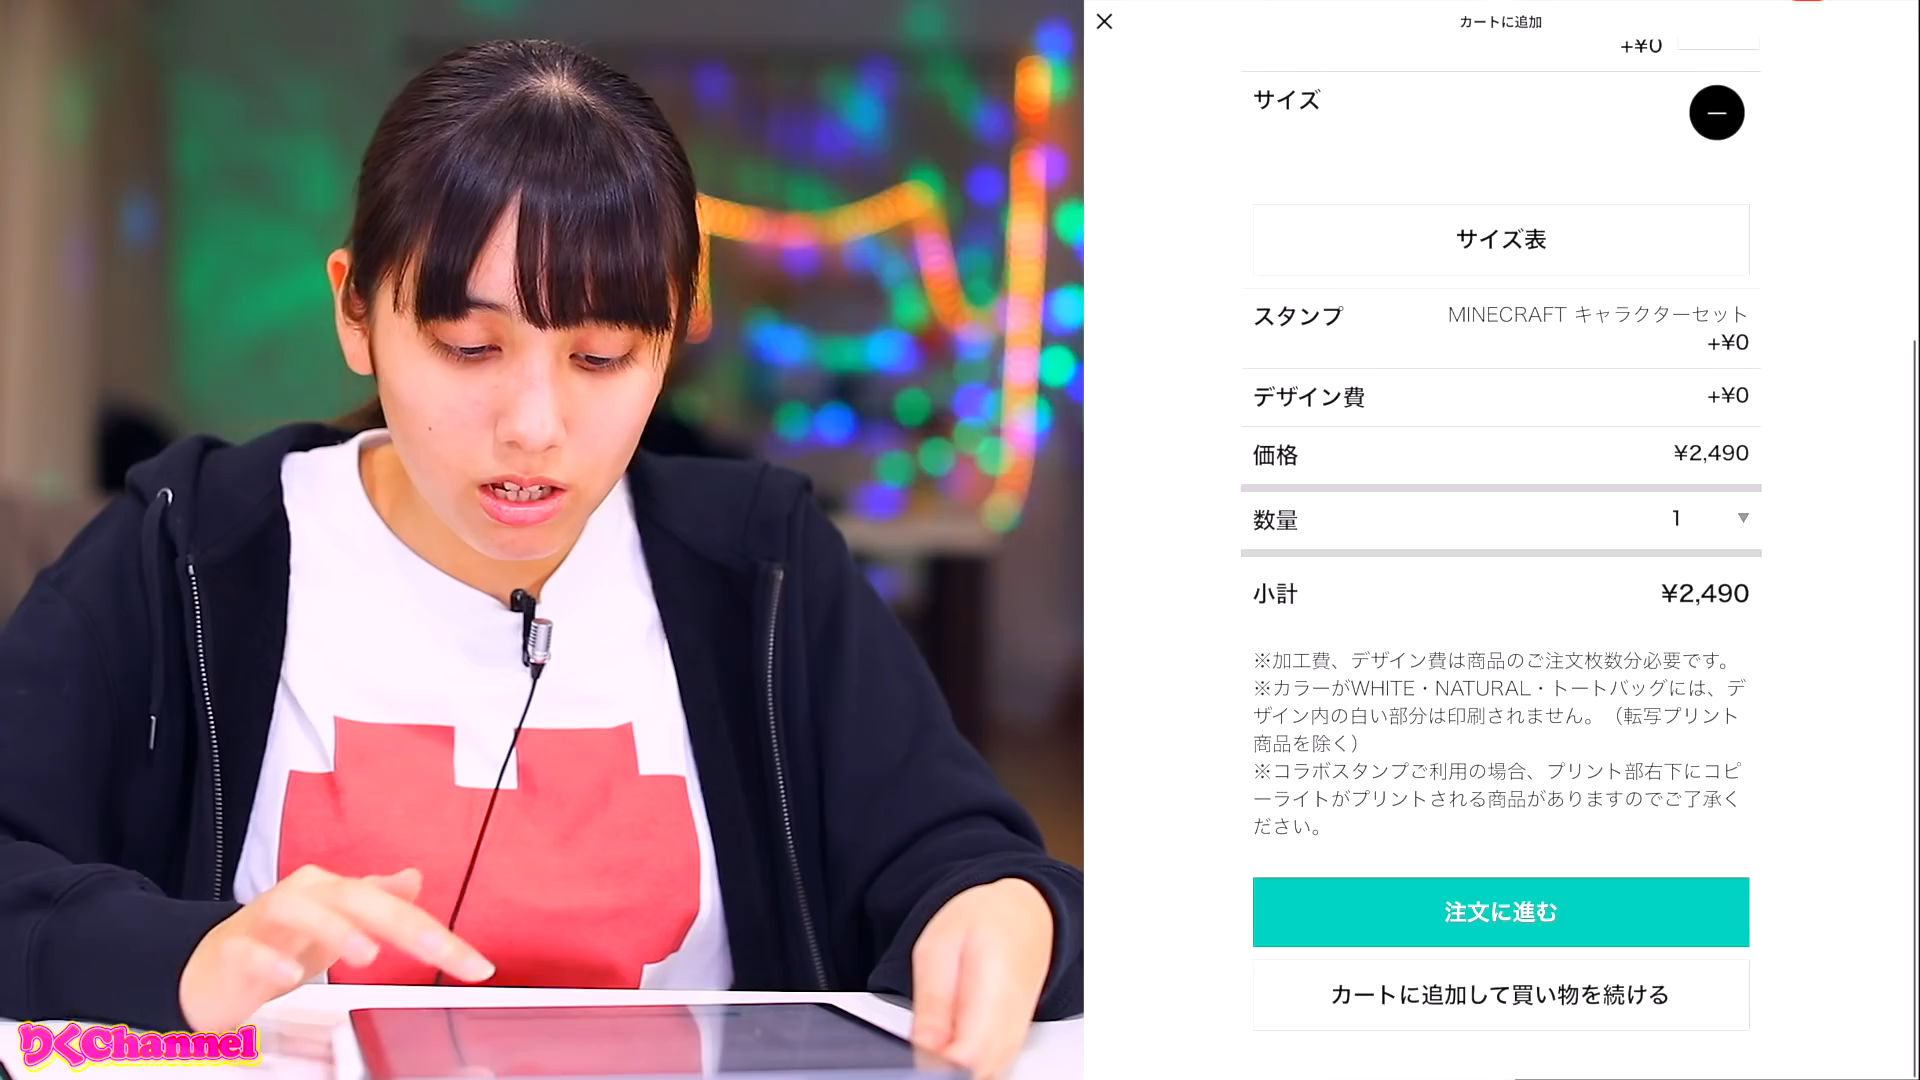 カートに追加
+¥0
サイズ
サイズ表
スタンプ
MINECRAFT キャラクターセット
+¥0
デザイン費
+¥0
価格
¥2,490
数量
1
小計
¥2,490
※加工費、デザイン費は商品のご注文枚数分必要です。
※カラーがWHITE・NATURAL・トートバッグには、デ
ザイン内の白い部分は印刷されません。（転写プリント
商品を除く）
※コラボスタンプご利用の場合、プリント部右下にコピ
ーライトがプリントされる商品がありますのでご了承く
ださい。
注文に進む
カートに追加して買い物を続ける
りくChannel